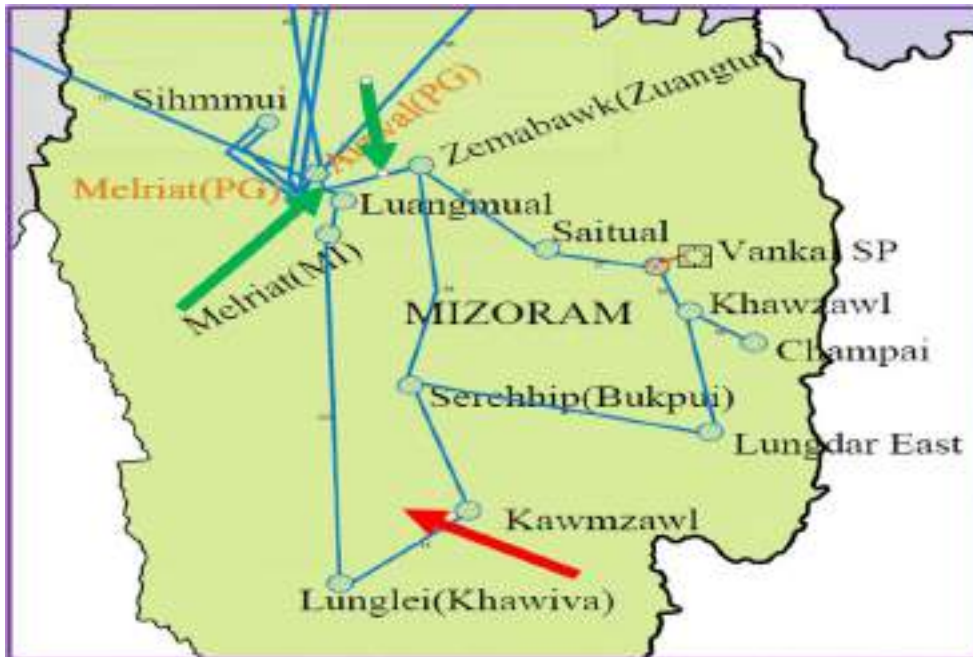 Sihmmui
Aizwal(PG)
Zemabawk(Zuangtui)
Melriat(PG)
Luangmual
Saitual
Vankal SP
Melriat(MI)
MIZORAM
Khawzawl
Champai
Serchhip(Bukpui)
Lungdar East
Kawmzawl
Lunglei(Khawiva)